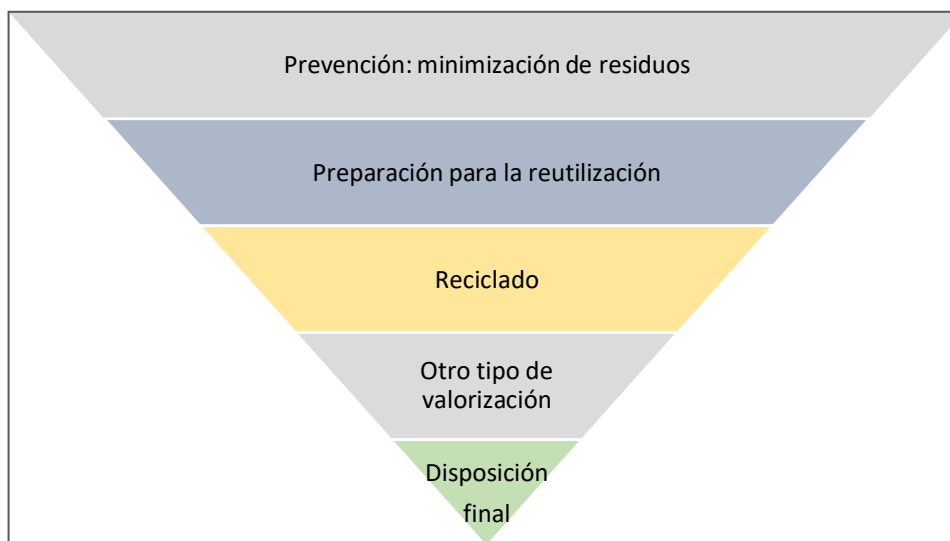 Prevención: minimización de residuos
Preparación para la reutilización
Reciclado
Otro tipo de
valorización
Disposición
final